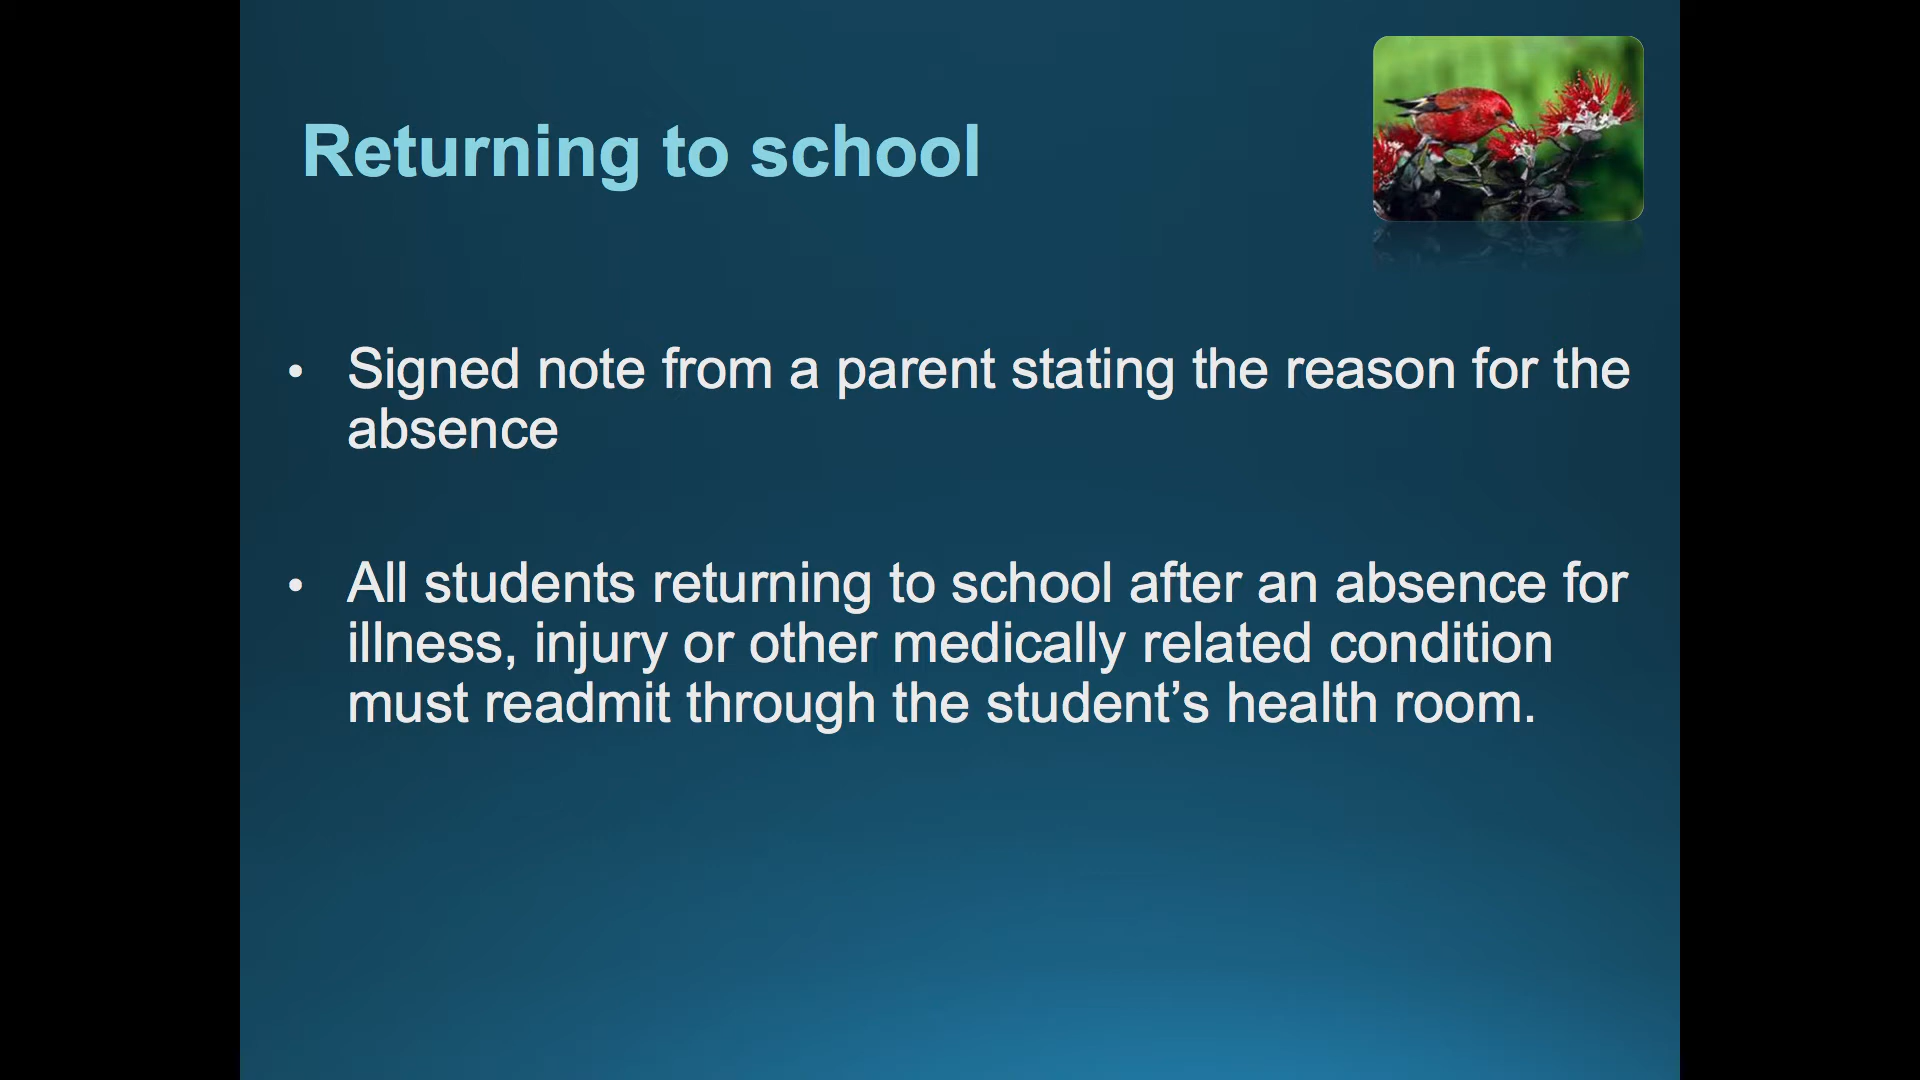 Returning to school
• Signed note from a parent stating the reason for the
absence
• All students returning to school after an absence for
illness, injury or other medically related condition
must readmit through the student’s health room.